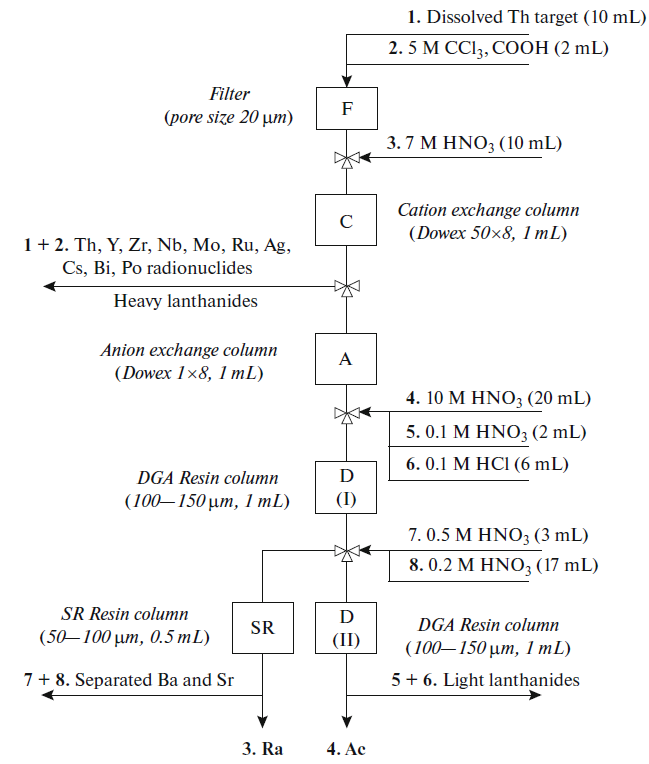 1. Dissolved Th target (10 mL)
2. 5 M CCl3, COOH (2 mL)
Filter
(pore size 20 μm)
F
3. 7 M HNO3 (10 mL)
C
Cation exchange column
(Dowex 50×8, 1 mL)
1 + 2. Th, Y, Zr, Nb, Mo, Ru, Ag,
Cs, Bi, Po radionuclides
Heavy lanthanides
Anion exchange column
(Dowex 1×8, 1 mL)
A
4. 10 M HNO3 (20 mL)
5. 0.1 M HNO3 (2 mL)
6. 0.1 M HCl (6 mL)
DGA Resin column
(100—150 μm, 1 mL)
D
(I)
7. 0.5 M HNO3 (3 mL)
8. 0.2 M HNO3 (17 mL)
SR Resin column
(50—100 μm, 0.5 mL)
SR
D
(II)
DGA Resin column
(100—150 μm, 1 mL)
7 + 8. Separated Ba and Sr
5 + 6. Light lanthanides
3. Ra
4. Ac